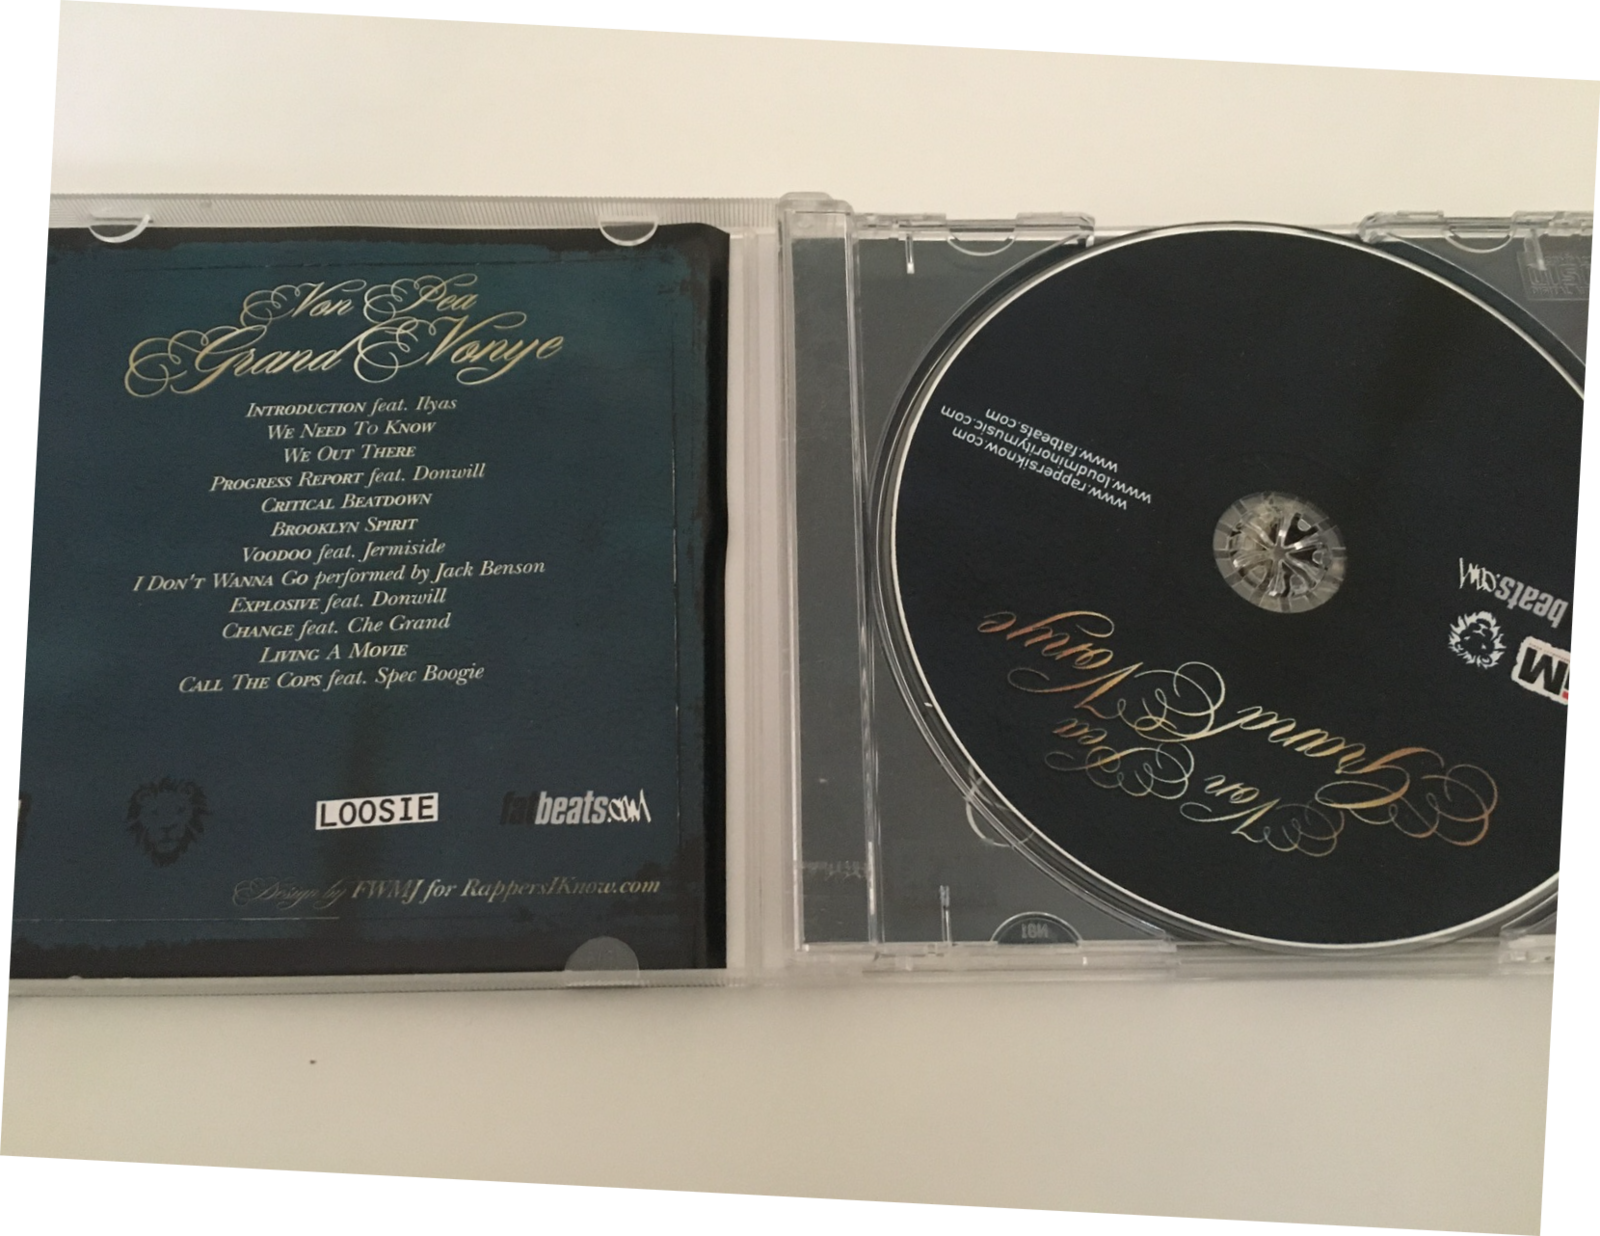 Von Pea
Grand Vonye
INTRODUCTION feat. Ilyas
WE NEED TO KNOW
WE OUT THERE
PROGRESS REPORT feat. Donwill
CRITICAL BEATDOWN
BROOKLYN SPIRIT
VOODOO feat. Jermiside
I DON'T WANNA GO performed by Jack Benson
EXPLOSIVE feat. Donwill
CHANGE feat. Che Grand
LIVING A MOVIE
CALL THE COPS feat. Spec Boogie
LOOSIE
fatbeats.com
Design by FWMJ for RappersIKnow.com
Von Pea
Grand Vonye
beats.com
www.rappersiknow.com
www.loudminoritymusic.com
www.fatbeats.com